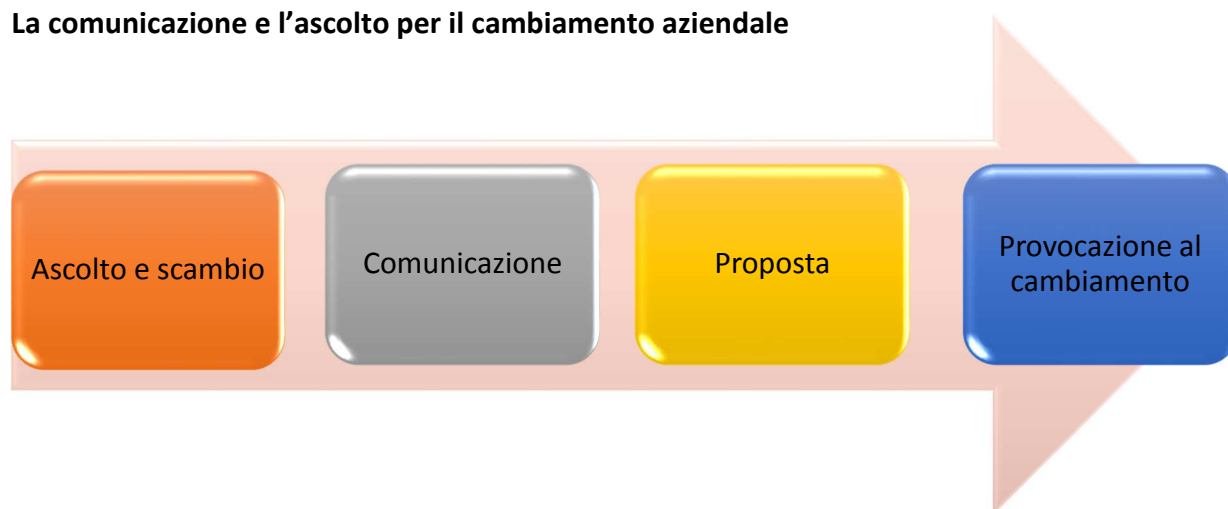 La comunicazione e l’ascolto per il cambiamento aziendale
Ascolto e scambio
Comunicazione
Proposta
Provocazione al
cambiamento